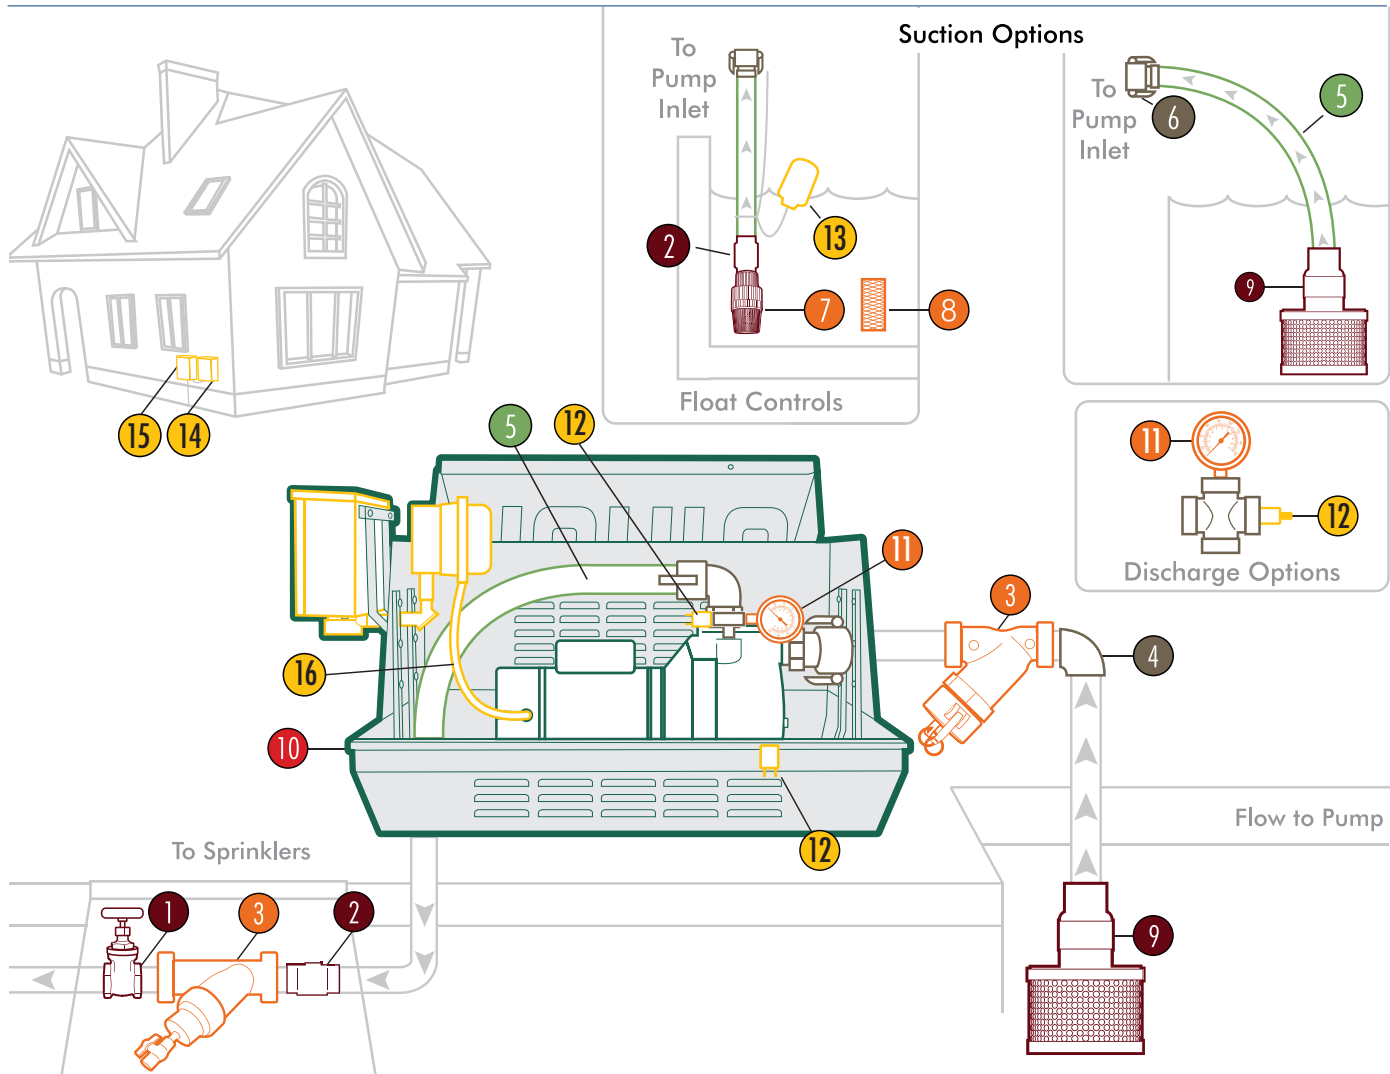 Suction Options
To
Pump
Inlet
2
13
7
8
Float Controls
To
Pump
Inlet
6
5
9
15
14
5
12
11
12
Discharge Options
12
11
16
10
3
4
12
Flow to Pump
To Sprinklers
1
3
2
9